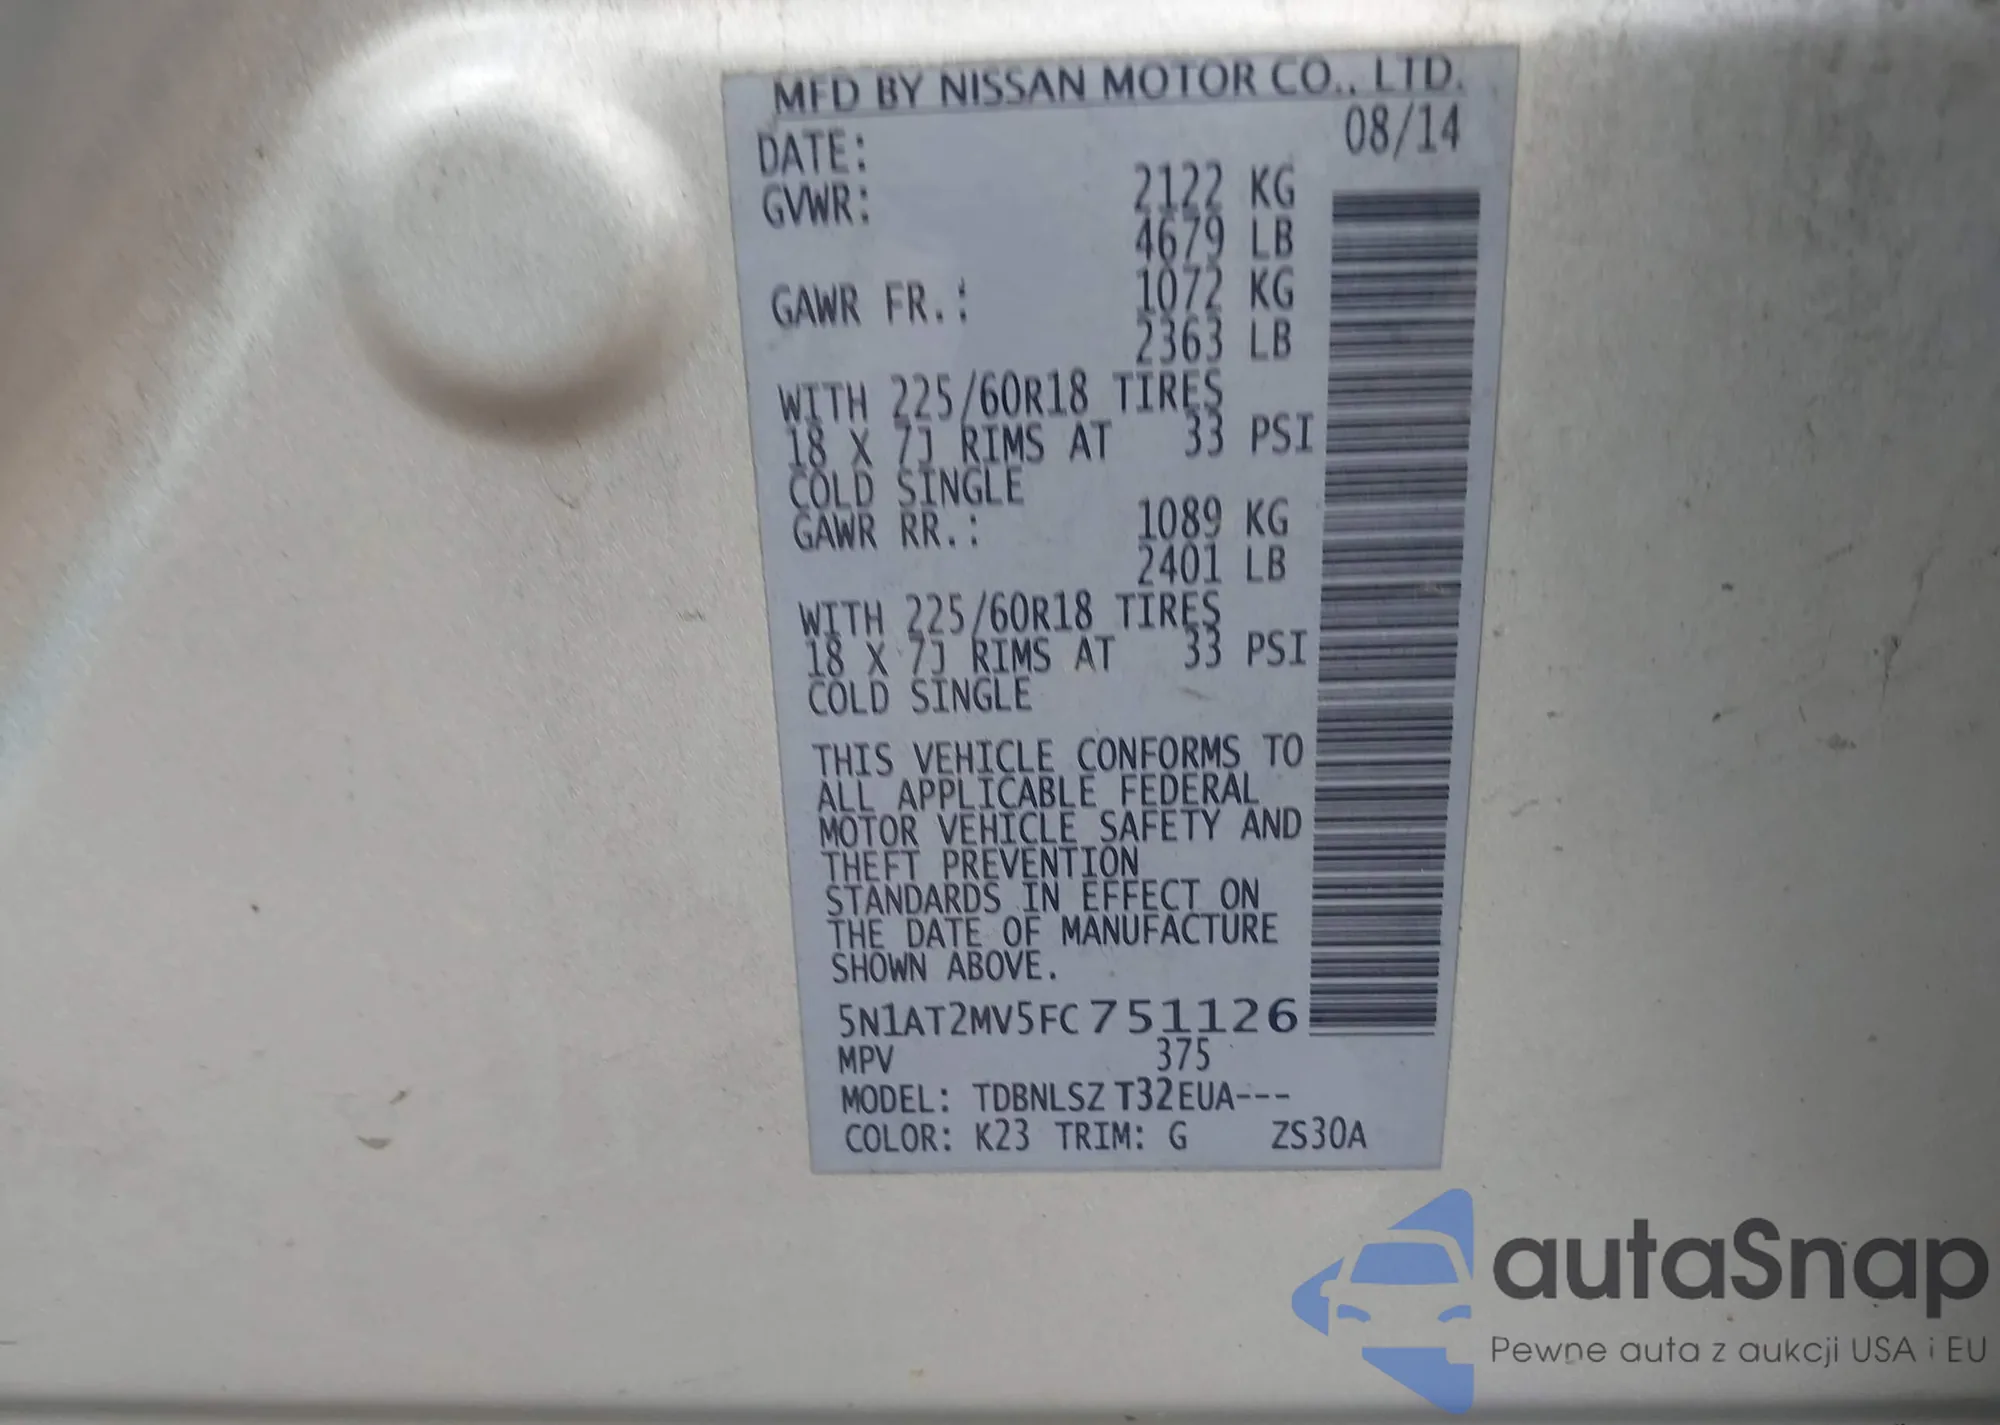 MFD BY NISSAN MOTOR CO., LTD.
DATE: 08/14
GVWR: 2122 KG
4679 LB
GAWR FR.: 1072 KG
2363 LB
WITH 225/60R18 TIRES
18 X 7J RIMS AT 33 PSI
COLD SINGLE
GAWR RR.: 1089 KG
2401 LB
WITH 225/60R18 TIRES
18 X 7J RIMS AT 33 PSI
COLD SINGLE
THIS VEHICLE CONFORMS TO
ALL APPLICABLE FEDERAL
MOTOR VEHICLE SAFETY AND
THEFT PREVENTION
STANDARDS IN EFFECT ON
THE DATE OF MANUFACTURE
SHOWN ABOVE.
5N1AT2MV5FC751126
MPV 375
MODEL: TDBNLSZ T32EUA---
COLOR: K23 TRIM: G ZS30A
autaSnap
Pewne auta z aukcji USA i EU